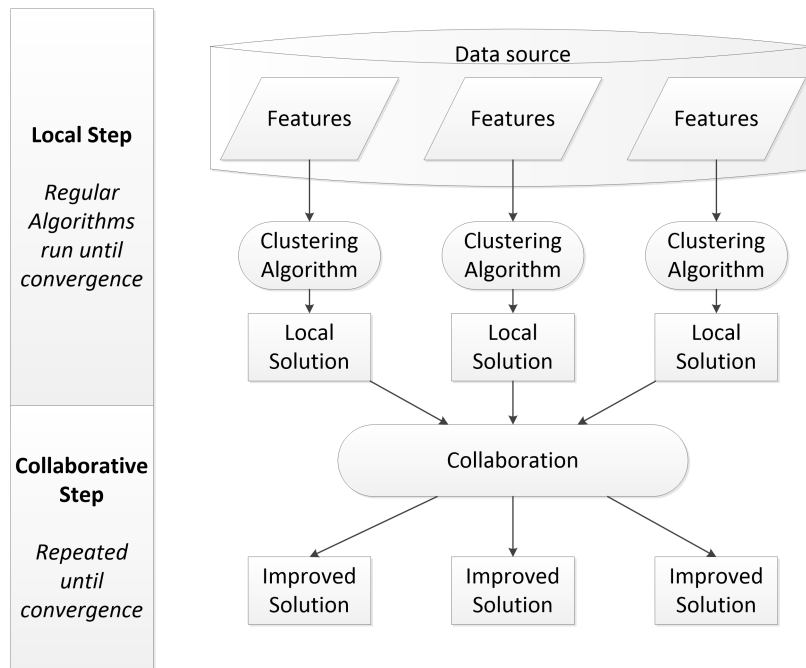 Local Step
Regular
Algorithms
run until
convergence
Collaborative
Step
Repeated
until
convergence
Data source
Features
Features
Features
Clustering
Algorithm
Clustering
Algorithm
Clustering
Algorithm
Local
Solution
Local
Solution
Local
Solution
Collaboration
Improved
Solution
Improved
Solution
Improved
Solution